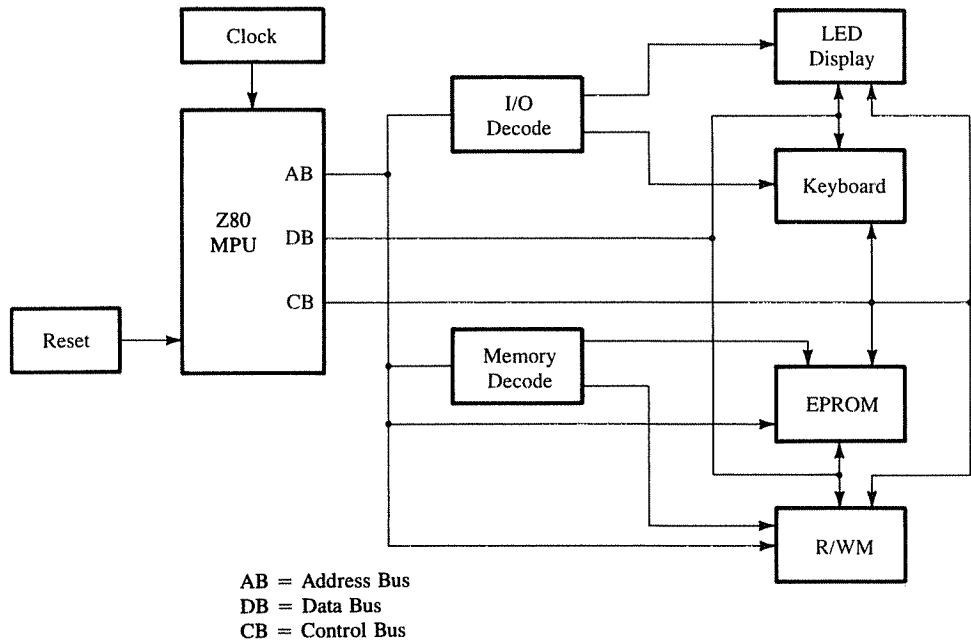 Clock
LED
Display
I/O
Decode
AB
Keyboard
Z80
MPU
DB
CB
Reset
Memory
Decode
EPROM
R/WM
AB = Address Bus
DB = Data Bus
CB = Control Bus